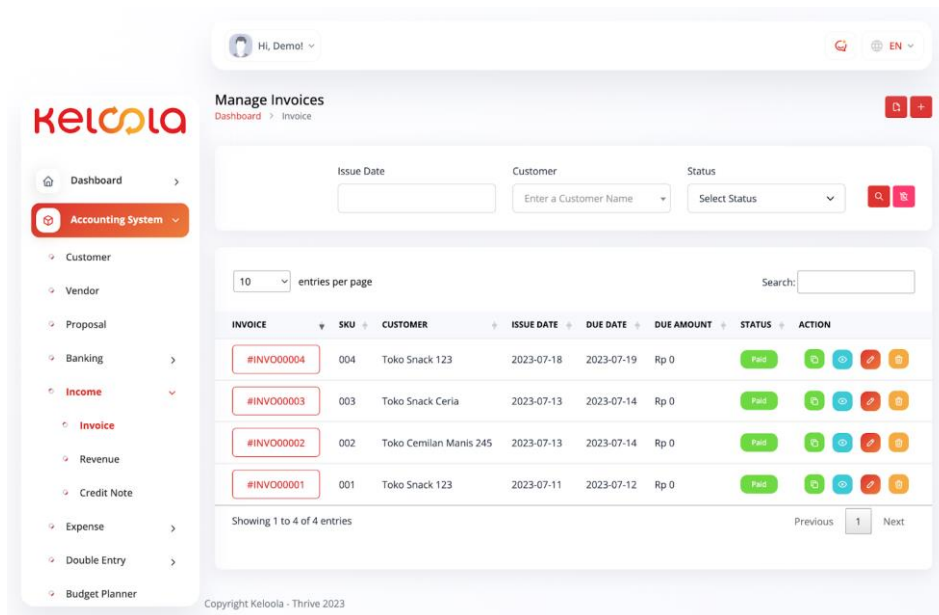 Hi, Demo!
EN
Keloola
Manage Invoices
Dashboard > Invoice
Dashboard
Accounting System
Customer
Vendor
Proposal
Banking
Income
Invoice
Revenue
Credit Note
Expense
Double Entry
Budget Planner
Issue Date Customer Status
Enter a Customer Name Select Status
10 entries per page Search:
INVOICE SKU CUSTOMER ISSUE DATE DUE DATE DUE AMOUNT STATUS ACTION
#INVO00004 004 Toko Snack 123 2023-07-18 2023-07-19 Rp 0 Paid
#INVO00003 003 Toko Snack Ceria 2023-07-13 2023-07-14 Rp 0 Paid
#INVO00002 002 Toko Cemilan Manis 245 2023-07-13 2023-07-14 Rp 0 Paid
#INVO00001 001 Toko Snack 123 2023-07-11 2023-07-12 Rp 0 Paid
Showing 1 to 4 of 4 entries Previous 1 Next
Copyright Keloola - Thrive 2023